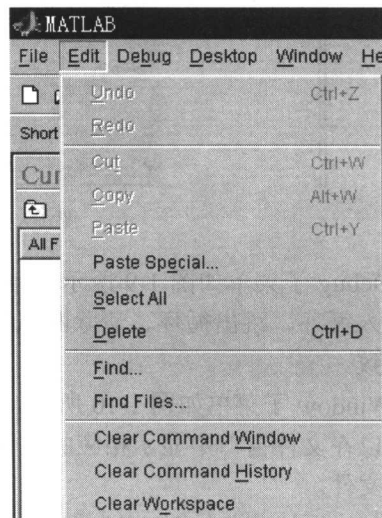 MATLAB
File Edit Debug Desktop Window He
Undo Ctrl+Z
Short Redo
Cut Ctrl+W
Cur
Copy Alt+W
Paste Ctrl+Y
All F
Paste Special...
Select All
Delete Ctrl+D
Find...
Find Files...
Clear Command Window
Clear Command History
Clear Workspace